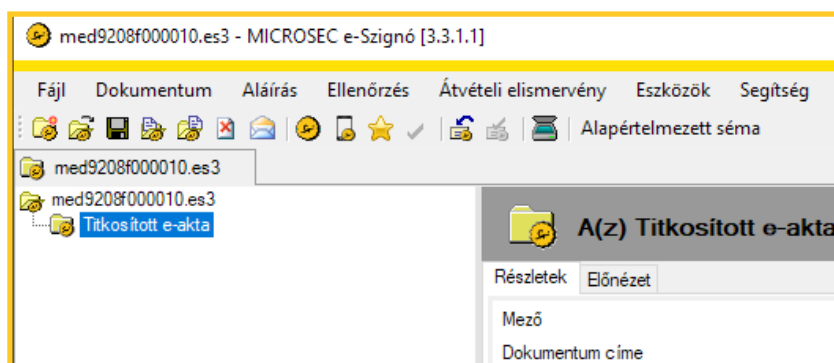 med9208f000010.es3 - MICROSEC e-Szignó [3.3.1.1]
Fájl Dokumentum Aláírás Ellenőrzés Átvételi elismervény Eszközök Segítség
Alapértelmezett séma
med9208f000010.es3
med9208f000010.es3
Titkosított e-akta
A(z) Titkosított e-akta
Részletek Előnézet
Mező
Dokumentum címe